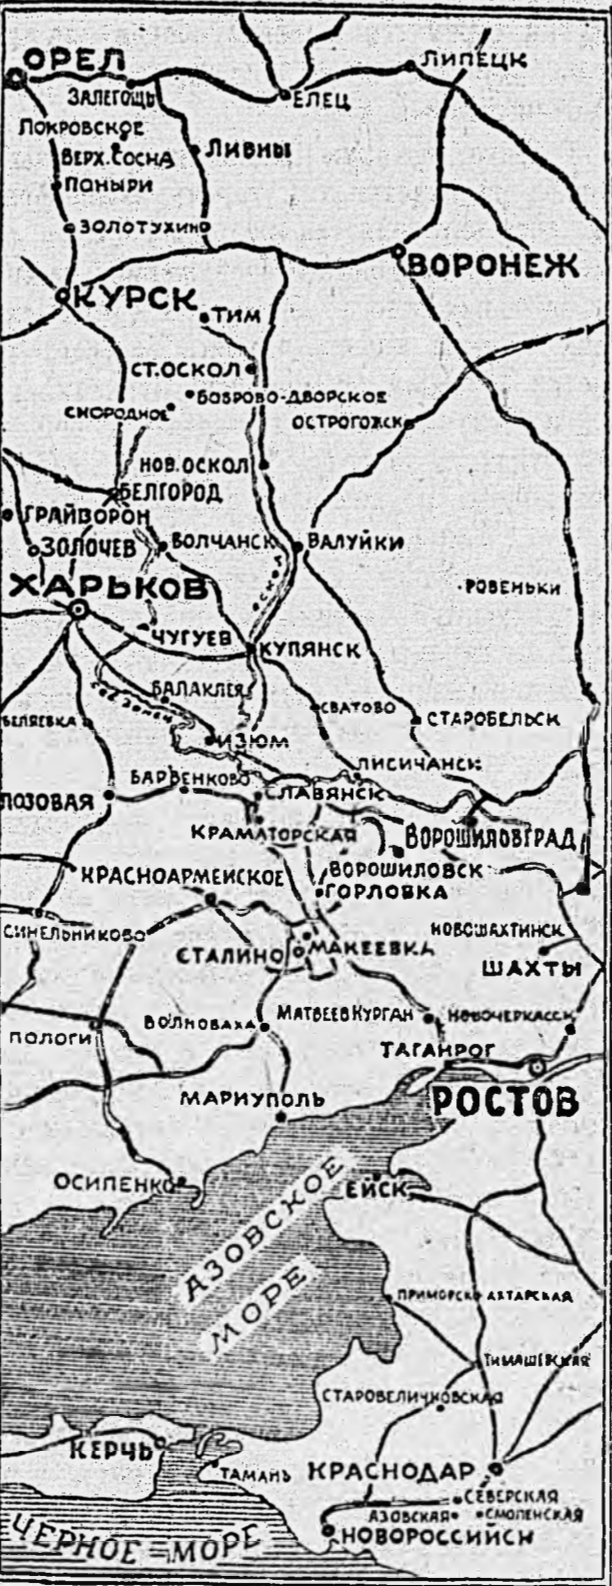 ОРЕЛ
ЛИПЕЦК
ЗАЛЕГОЩЬ
ЕЛЕЦ
ПОКРОВСКОЕ
ВЕРХ. СОСНА
ЛИВНЫ
ПАНЫРИ
ЗОЛОТУХИНО
ВОРОНЕЖ
КУРСК
ТИМ
СТ. ОСКОЛ
БОБРОВО-ДВОРСКОЕ
СКОРОДНОЕ
ОСТРОГОЖСК
НОВ. ОСКОЛ
БЕЛГОРОД
ГРАЙВОРОН
ЗОЛОЧЕВ
ВОЛЧАНСК
ВАЛУЙКИ
ОСКОЛ
ХАРЬКОВ
РОВЕНЬКИ
ЧУГУЕВ
КУПЯНСК
БАЛАКЛЕЯ
СВАТОВО
БЕЛЯЕВКА
ИЗЮМ
СТАРОБЕЛЬСК
ЛИСИЧАНСК
БАРВЕНКОВО
СЛАВЯНСК
ЛОЗОВАЯ
КРАМАТОРСКАЯ
ВОРОШИЛОВГРАД
ВОРОШИЛОВСК
КРАСНОАРМЕЙСКОЕ
ГОРЛОВКА
СИНЕЛЬНИКОВО
НОВОШАХТИНСК
СТАЛИНО
МАКЕЕВКА
ШАХТЫ
ПОЛОГИ
ВОЛНОВАХА
МАТВЕЕВ КУРГАН
НОВОЧЕРКАССК
ТАГАНРОГ
МАРИУПОЛЬ
РОСТОВ
ОСИПЕНКО
ЕЙСК
АЗОВСКОЕ
МОРЕ
ПРИМОРСКО-АХТАРСКАЯ
ТИМАШЕВСКАЯ
СТАРОВЕЛИЧКОВСКАЯ
КЕРЧЬ
ТАМАНЬ
КРАСНОДАР
СЕВЕРСКАЯ
АЗОВСКАЯ
СМОЛЕНСКАЯ
НОВОРОССИЙСК
ЧЕРНОЕ МОРЕ